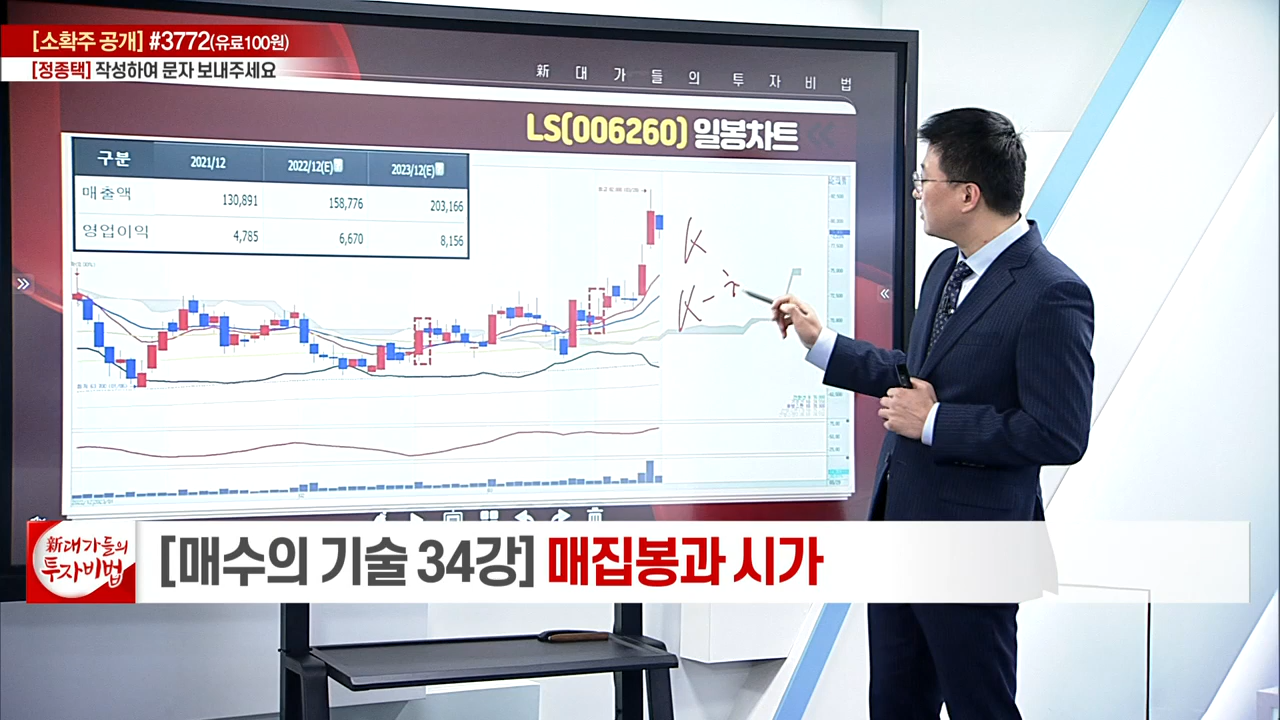 [소확주 공개] #3772(유료100원)
[정종택] 작성하여 문자 보내주세요
新 대 가 들 의 투 자 비 법
LS(006260) 일봉차트
구분 2021/12 2022/12(E) 2023/12(E)
매출액 130,891 158,776 203,166
영업이익 4,785 6,670 8,156
K
K-
新대가들의
투자비법
[매수의 기술 34강] 매집봉과 시가